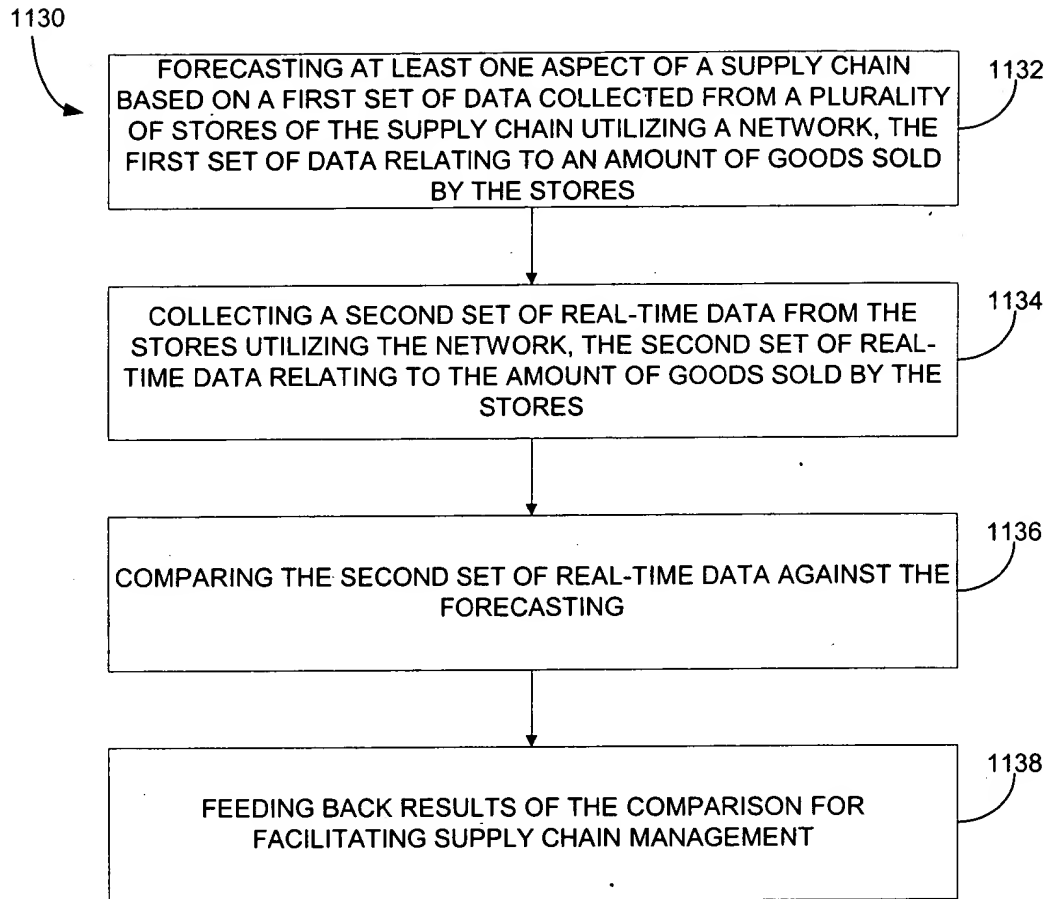 1130
FORECASTING AT LEAST ONE ASPECT OF A SUPPLY CHAIN
BASED ON A FIRST SET OF DATA COLLECTED FROM A PLURALITY
OF STORES OF THE SUPPLY CHAIN UTILIZING A NETWORK, THE
FIRST SET OF DATA RELATING TO AN AMOUNT OF GOODS SOLD
BY THE STORES
1132
COLLECTING A SECOND SET OF REAL-TIME DATA FROM THE
STORES UTILIZING THE NETWORK, THE SECOND SET OF REAL-
TIME DATA RELATING TO THE AMOUNT OF GOODS SOLD BY THE
STORES
1134
COMPARING THE SECOND SET OF REAL-TIME DATA AGAINST THE
FORECASTING
1136
FEEDING BACK RESULTS OF THE COMPARISON FOR
FACILITATING SUPPLY CHAIN MANAGEMENT
1138